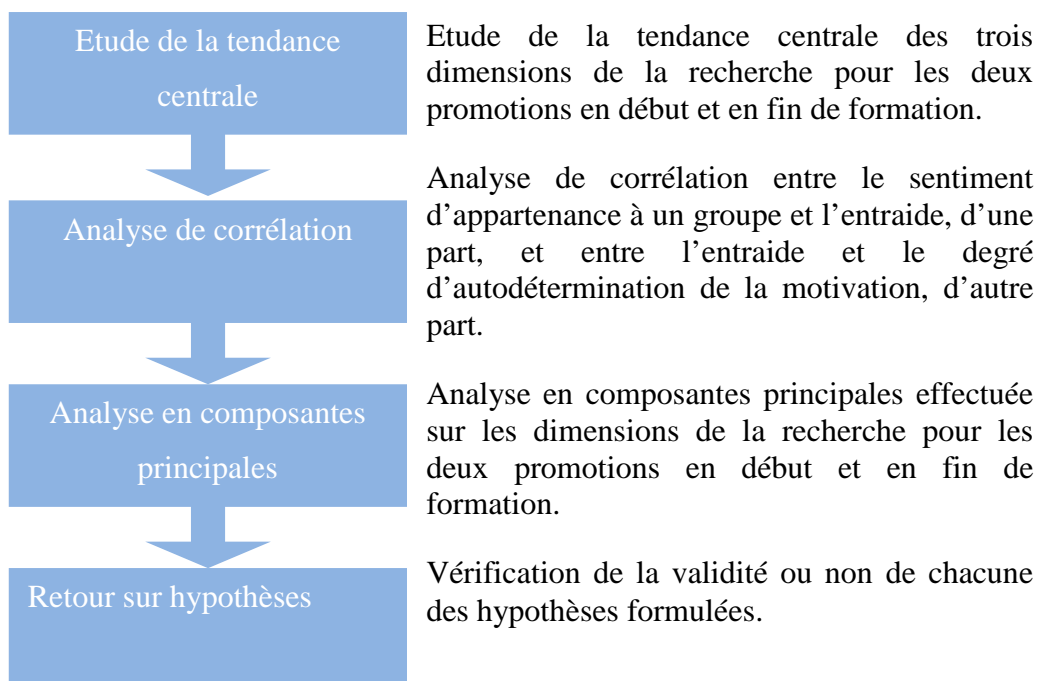 Etude de la tendance
centrale
Etude de la tendance centrale des trois
dimensions de la recherche pour les deux
promotions en début et en fin de formation.
Analyse de corrélation
Analyse de corrélation entre le sentiment
d’appartenance à un groupe et l’entraide, d’une
part, et entre l’entraide et le degré
d’autodétermination de la motivation, d’autre
part.
Analyse en composantes
principales
Analyse en composantes principales effectuée
sur les dimensions de la recherche pour les
deux promotions en début et en fin de
formation.
Retour sur hypothèses
Vérification de la validité ou non de chacune
des hypothèses formulées.